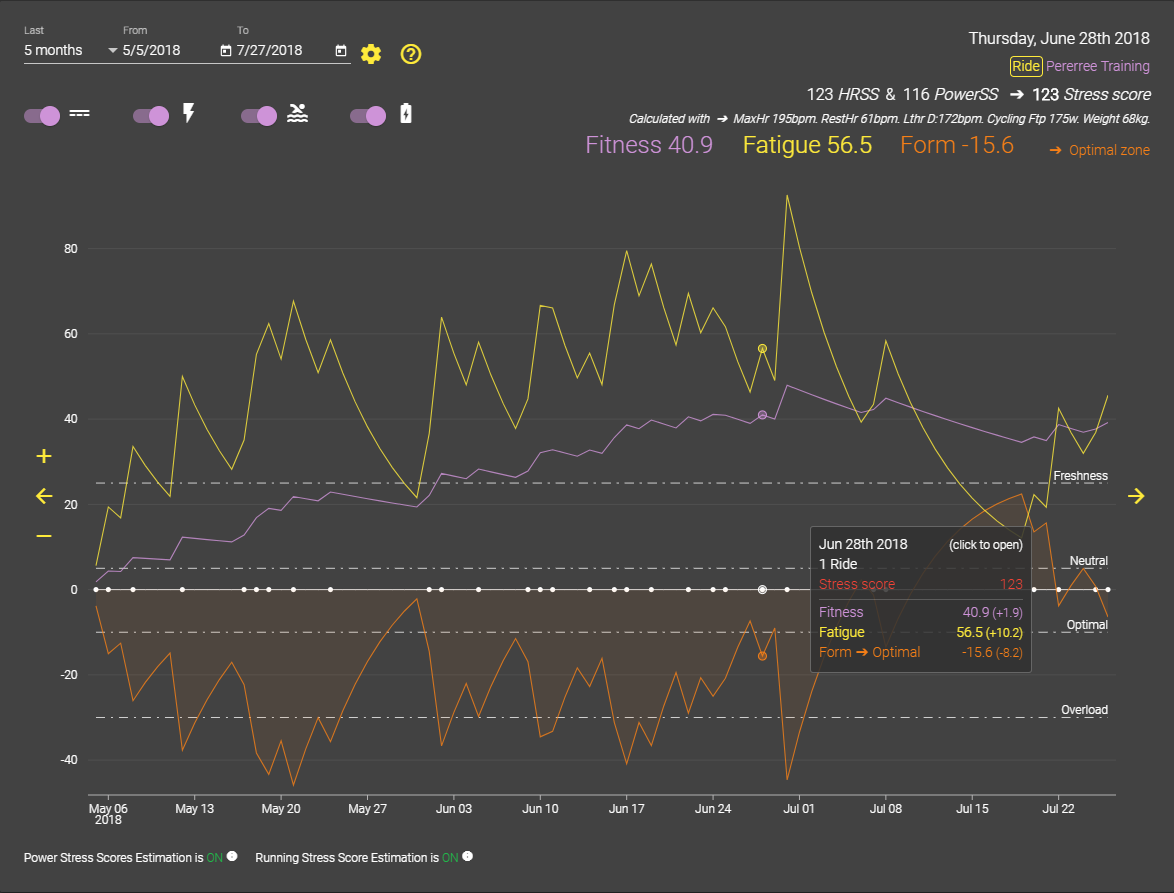 Last From To
5 months 5/5/2018 7/27/2018
Thursday, June 28th 2018
Ride Pererree Training
123 HRSS & 116 PowerSS ➔ 123 Stress score
Calculated with ➔ MaxHr 195bpm. RestHr 61bpm. Lthr D:172bpm. Cycling Ftp 175w. Weight 68kg.
Fitness 40.9 Fatigue 56.5 Form -15.6 ➔ Optimal zone
80
60
40
+
Freshness
20
Jun 28th 2018 (click to open)
1 Ride
Neutral
Stress score 123
0
Fitness 40.9 (+1.9)
Optimal
Fatigue 56.5 (+10.2)
Form ➔ Optimal -15.6 (-8.2)
-20
Overload
-40
May 06 May 13 May 20 May 27 Jun 03 Jun 10 Jun 17 Jun 24 Jul 01 Jul 08 Jul 15 Jul 22
2018
Power Stress Scores Estimation is ON Running Stress Score Estimation is ON